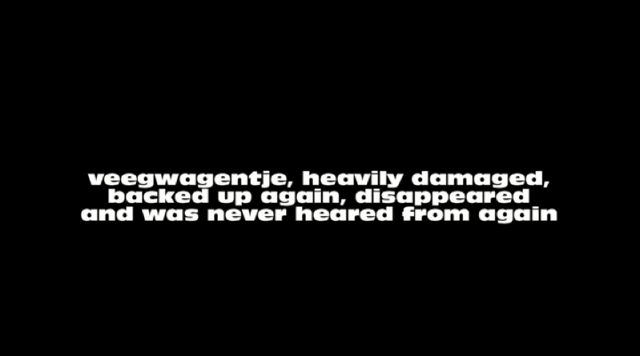 veegwagentje, heavily damaged,
backed up again, disappeared
and was never heared from again